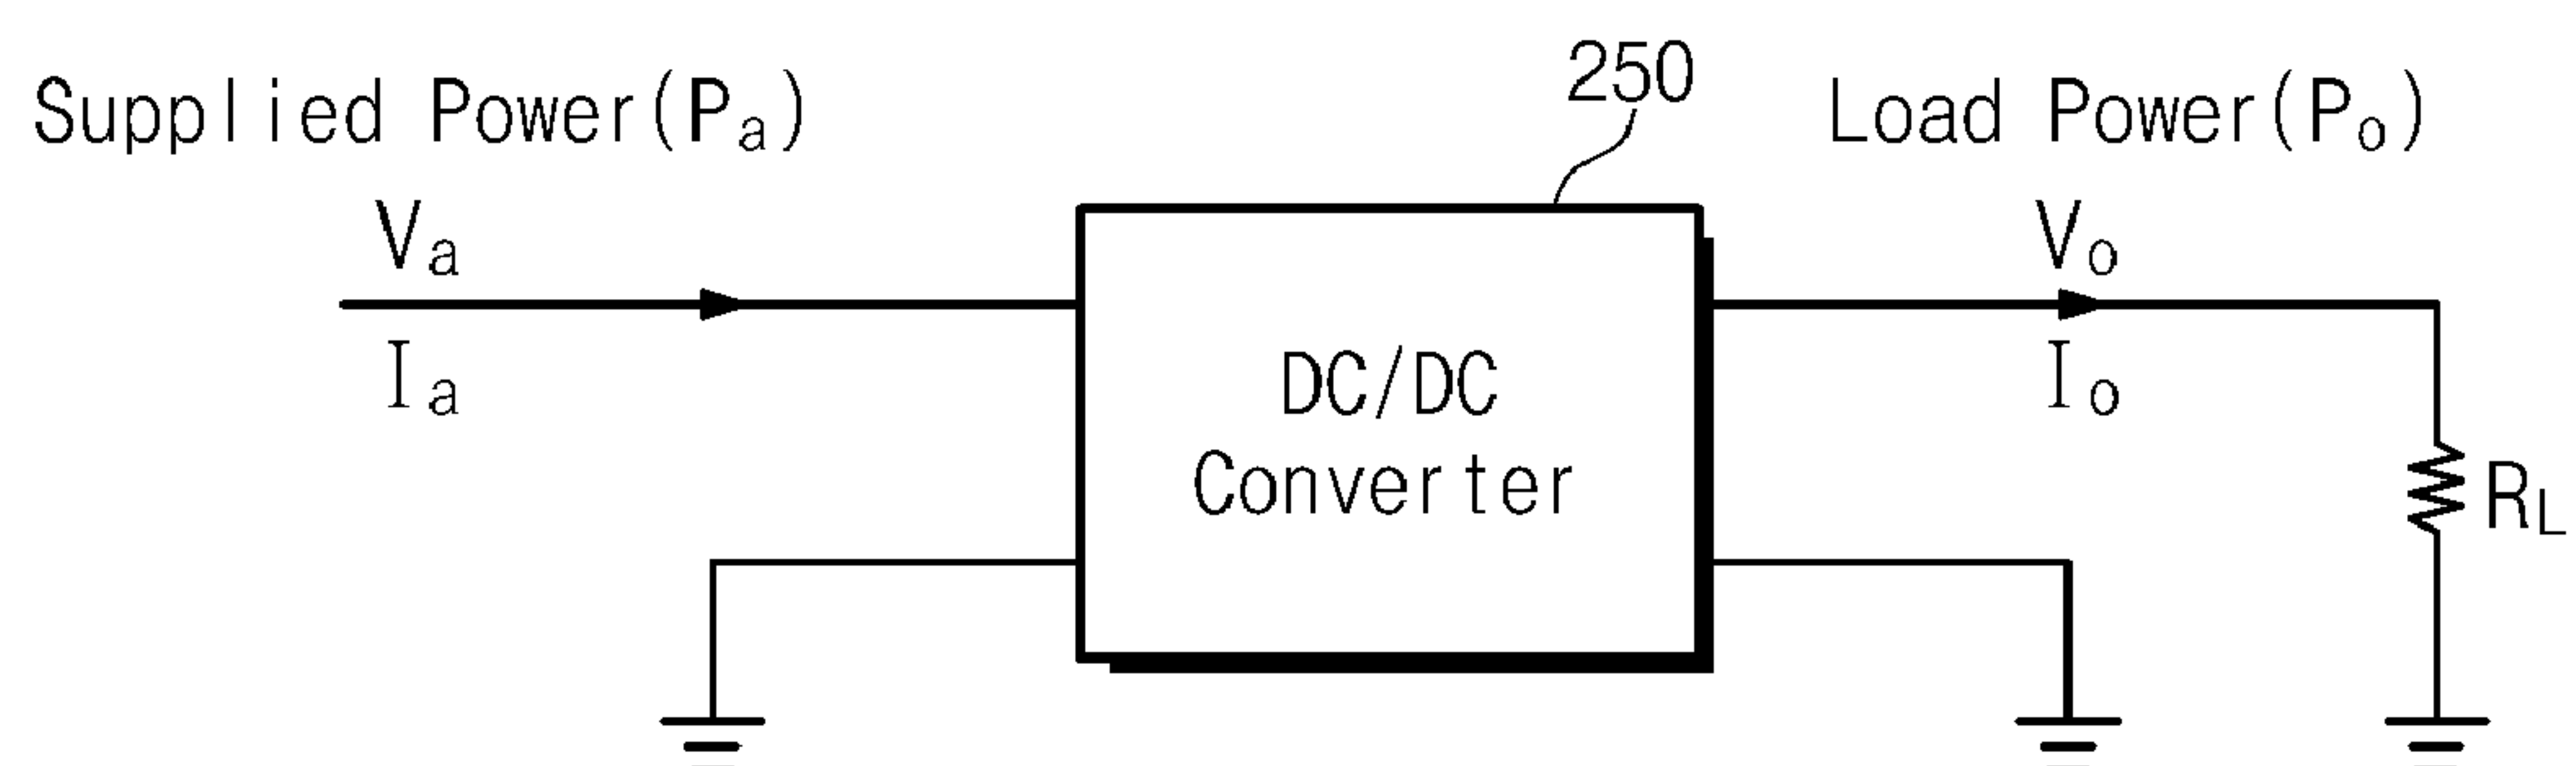 250
Supplied Power(Pa)
Load Power(Po)
Va
Vo
Ia
Io
DC/DC
Converter
RL